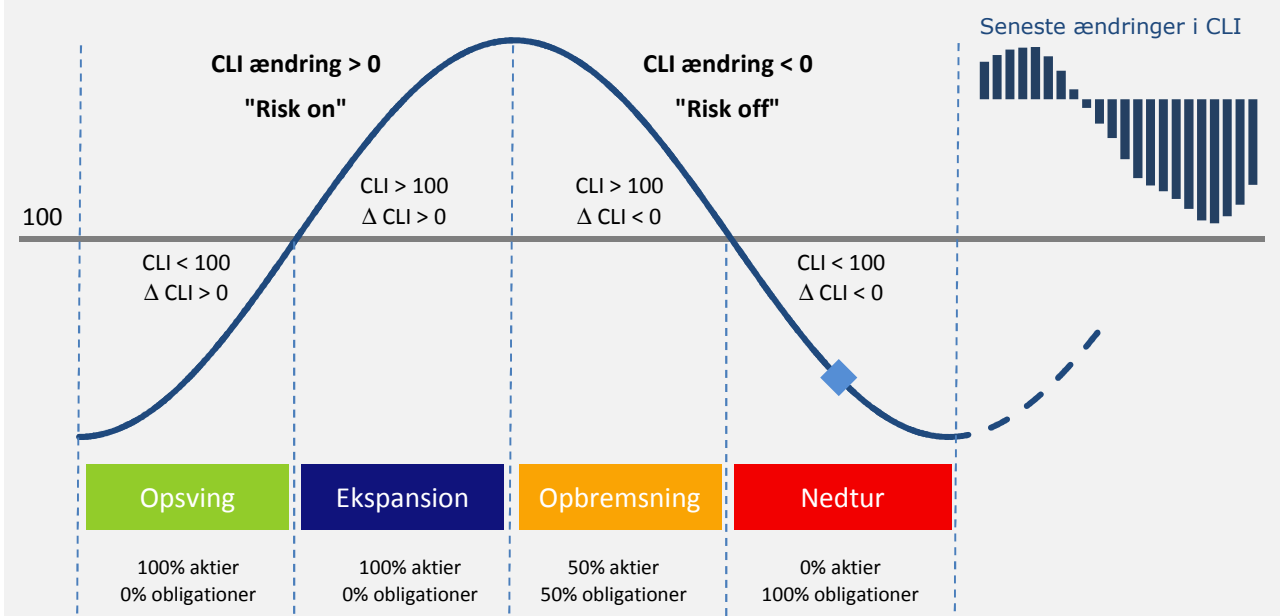 Seneste ændringer i CLI
CLI ændring > 0
"Risk on"
CLI ændring < 0
"Risk off"
CLI > 100
Δ CLI > 0
CLI > 100
Δ CLI < 0
100
CLI < 100
Δ CLI > 0
CLI < 100
Δ CLI < 0
Opsving
Ekspansion
Opbremsning
Nedtur
100% aktier
0% obligationer
100% aktier
0% obligationer
50% aktier
50% obligationer
0% aktier
100% obligationer